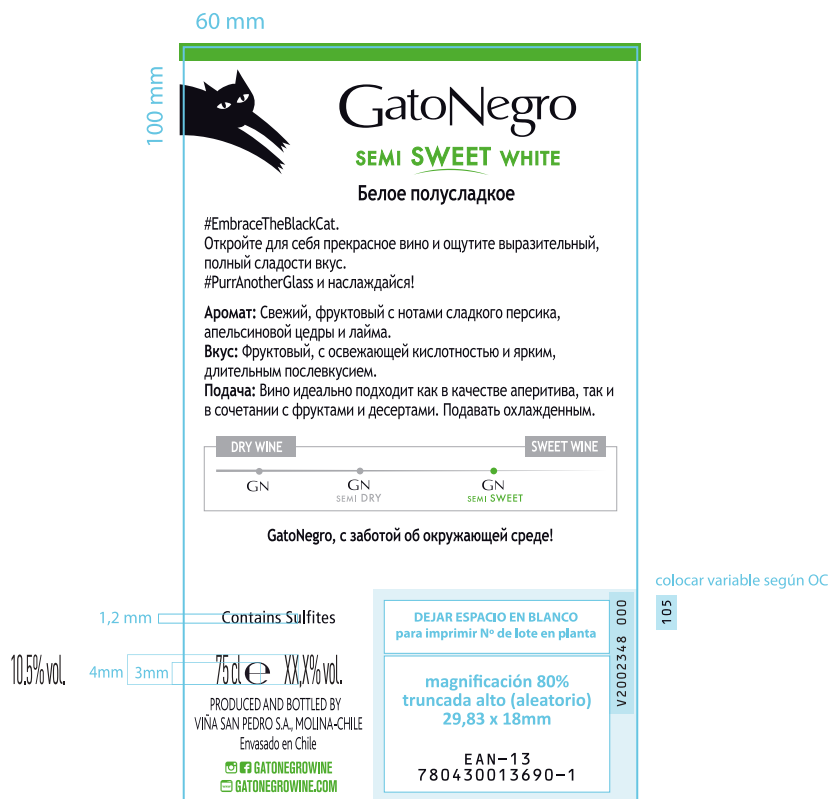 60 mm
100 mm
GatoNegro
SEMI SWEET WHITE
Белое полусладкое
#EmbraceTheBlackCat.
Откройте для себя прекрасное вино и ощутите выразительный,
полный сладости вкус.
#PurrAnotherGlass и наслаждайся!
Аромат: Свежий, фруктовый с нотами сладкого персика,
апельсиновой цедры и лайма.
Вкус: Фруктовый, с освежающей кислотностью и ярким,
длительным послевкусием.
Подача: Вино идеально подходит как в качестве аперитива, так и
в сочетании с фруктами и десертами. Подавать охлажденным.
DRY WINE
SWEET WINE
GN
GN
SEMI DRY
GN
SEMI SWEET
GatoNegro, с заботой об окружающей среде!
colocar variable según OC
105
V2002348 000
1,2 mm
Contains Sulfites
DEJAR ESPACIO EN BLANCO
para imprimir Nº de lote en planta
10.5% vol.
4mm
3mm
75 cl e XX,X% vol.
PRODUCED AND BOTTLED BY
VIÑA SAN PEDRO S.A., MOLINA-CHILE
Envasado en Chile
GATONEGROWINE
GATONEGROWINE.COM
magnificación 80%
truncada alto (aleatorio)
29,83 x 18mm
EAN-13
780430013690-1